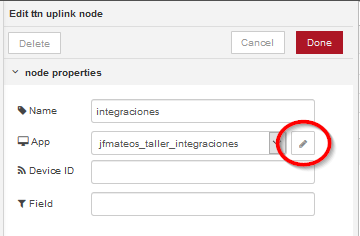 Edit ttn uplink node
Delete Cancel Done
node properties
Name integraciones
App jfmateos_taller_integraciones
Device ID
Field